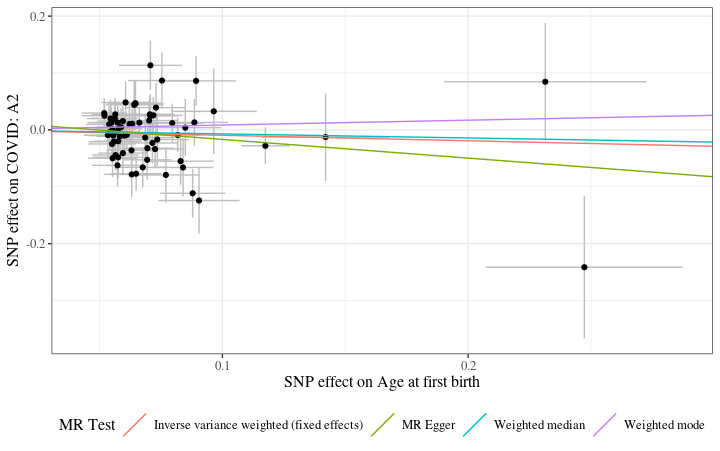 0.2
0.0
-0.2
SNP effect on COVID: A2
0.1
0.2
SNP effect on Age at first birth
MR Test
Inverse variance weighted (fixed effects)
MR Egger
Weighted median
Weighted mode